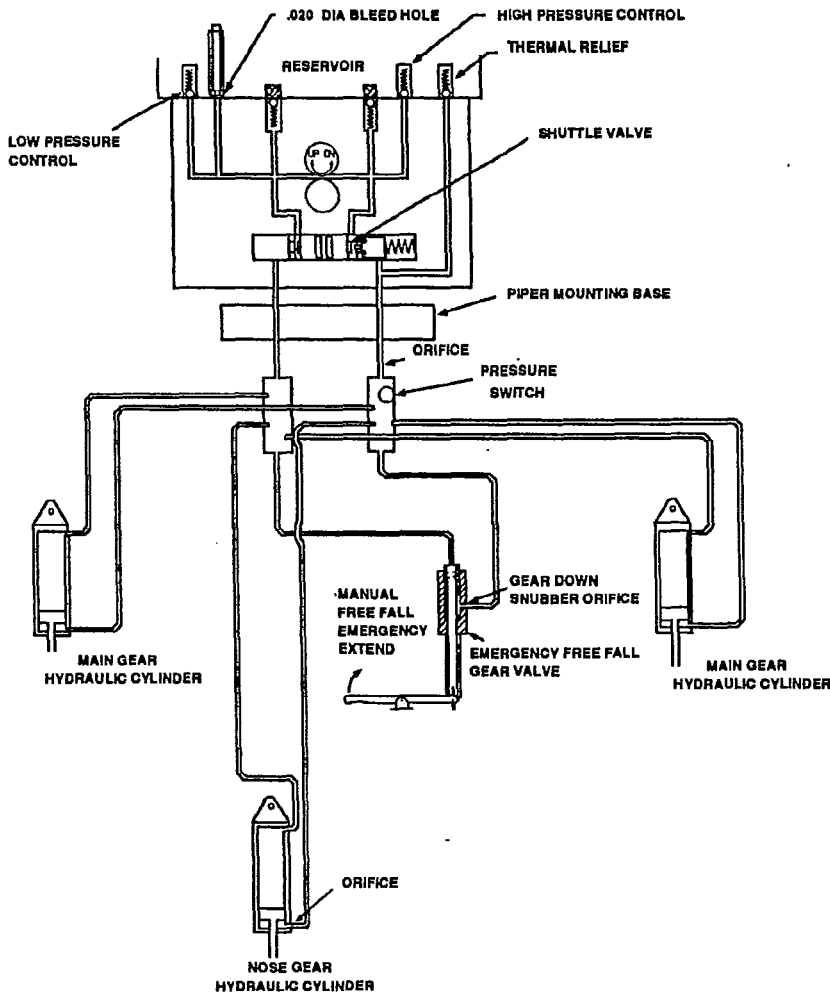 .020 DIA BLEED HOLE
HIGH PRESSURE CONTROL
THERMAL RELIEF
RESERVOIR
LOW PRESSURE
CONTROL
UP DN
SHUTTLE VALVE
PIPER MOUNTING BASE
ORIFICE
PRESSURE
SWITCH
MANUAL
FREE FALL
EMERGENCY
EXTEND
GEAR DOWN
SNUBBER ORIFICE
EMERGENCY FREE FALL
GEAR VALVE
MAIN GEAR
HYDRAULIC CYLINDER
MAIN GEAR
HYDRAULIC CYLINDER
ORIFICE
NOSE GEAR
HYDRAULIC CYLINDER